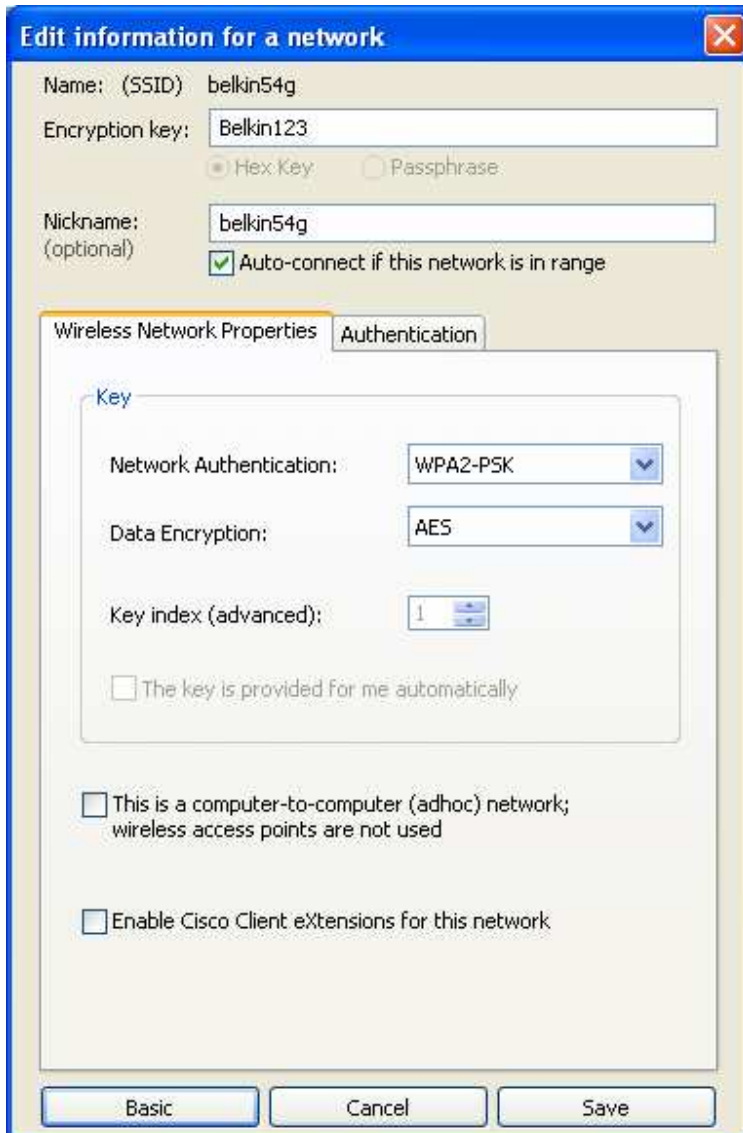 Edit information for a network
Name: (SSID) belkin54g
Encryption key: Belkin123
Hex Key Passphrase
Nickname: belkin54g
(optional)
Auto-connect if this network is in range
Wireless Network Properties Authentication
Key
Network Authentication: WPA2-PSK
Data Encryption: AES
Key index (advanced): 1
The key is provided for me automatically
This is a computer-to-computer (adhoc) network;
wireless access points are not used
Enable Cisco Client eXtensions for this network
Basic Cancel Save